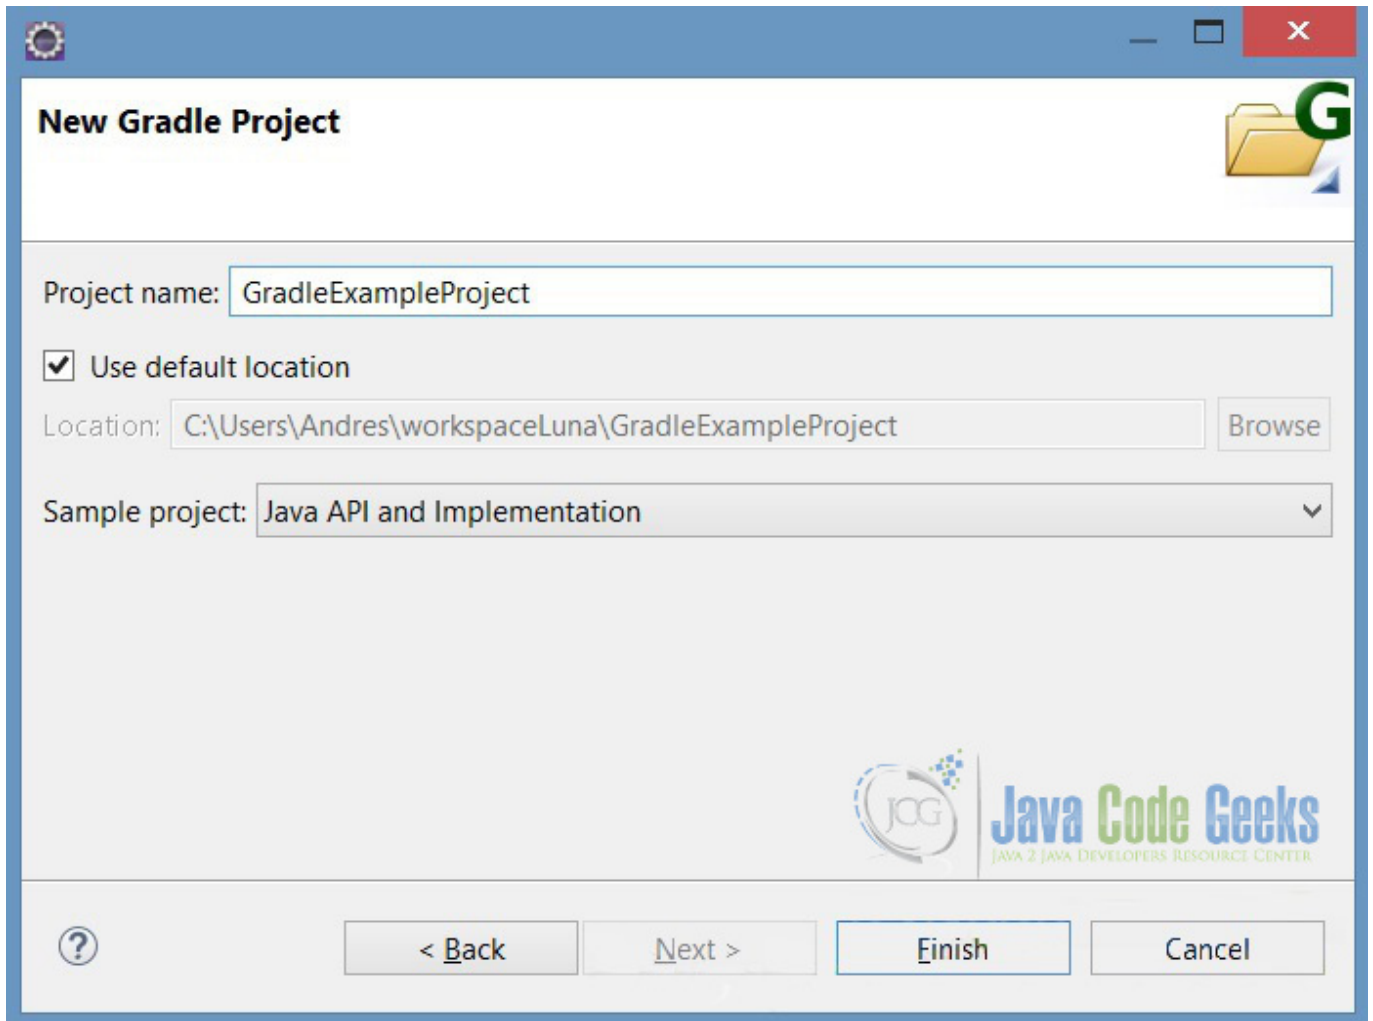 New Gradle Project
G
Project name: GradleExampleProject
Use default location
Location: C:\Users\Andres\workspaceLuna\GradleExampleProject Browse
Sample project: Java API and Implementation
JCG
Java Code Geeks
JAVA 2 JAVA DEVELOPERS RESOURCE CENTER
? < Back Next > Finish Cancel